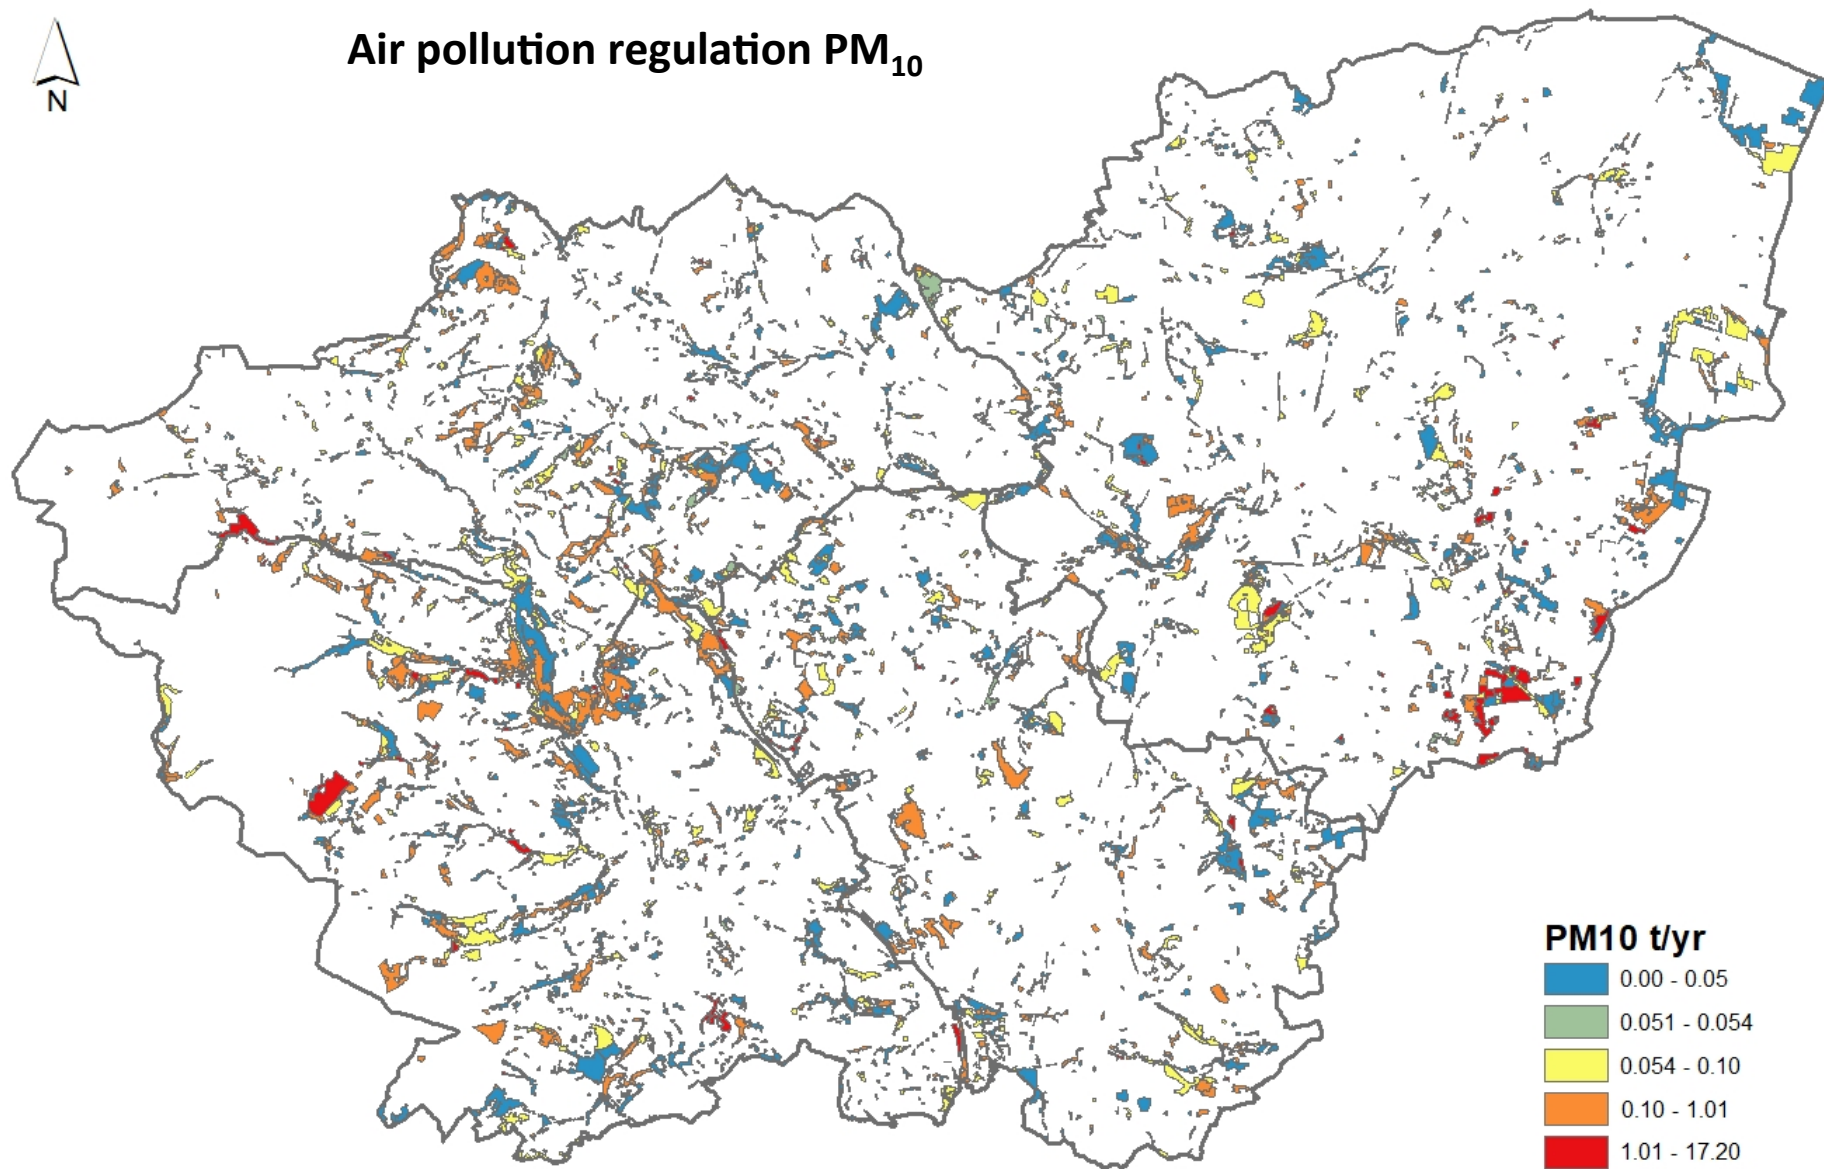 Air pollution regulation PM10
N
PM10 t/yr
0.00 - 0.05
0.051 - 0.054
0.054 - 0.10
0.10 - 1.01
1.01 - 17.20